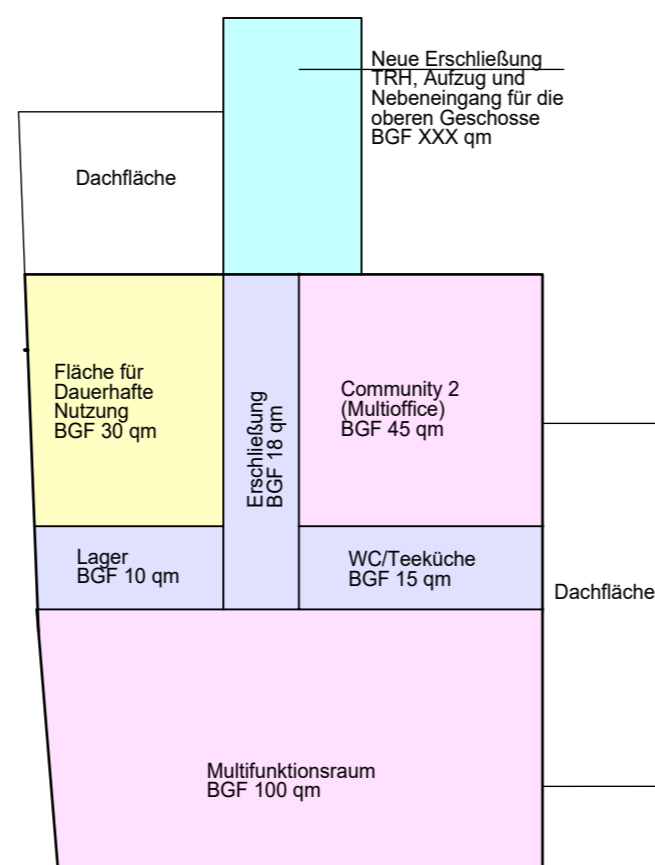 Neue Erschließung
TRH, Aufzug und
Nebeneingang für die
oberen Geschosse
BGF XXX qm
Dachfläche
Fläche für
Dauerhafte
Nutzung
BGF 30 qm
Erschließung
BGF 18 qm
Community 2
(Multioffice)
BGF 45 qm
Lager
BGF 10 qm
WC/Teeküche
BGF 15 qm
Dachfläche
Multifunktionsraum
BGF 100 qm